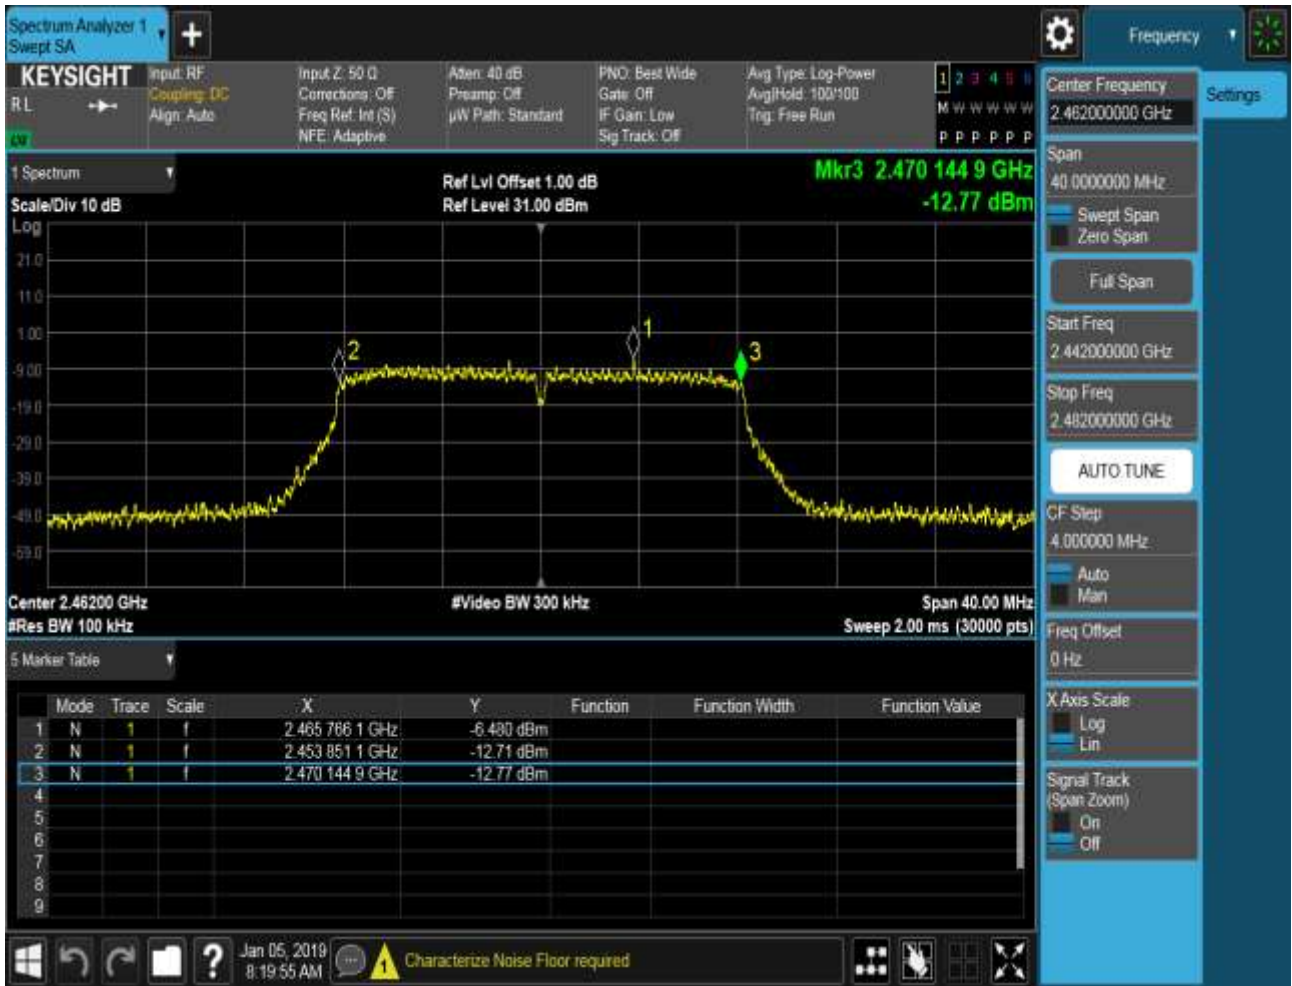 Spectrum Analyzer 1
Swept SA
+
Frequency
KEYSIGHT
RL
Input: RF
Coupling: DC
Align: Auto
Input Z: 50 Ω
Corrections: Off
Freq Ref: Int (S)
NFE: Adaptive
Atten: 40 dB
Preamp: Off
µW Path: Standard
PNO: Best Wide
Gate: Off
IF Gain: Low
Sig Track: Off
Avg Type: Log-Power
Avg|Hold: 100/100
Trig: Free Run
1 2 3 4 5 6
M W W W W W
P P P P P P
1 Spectrum
Scale/Div 10 dB
Ref Lvl Offset 1.00 dB
Ref Level 31.00 dBm
Mkr3 2.470 144 9 GHz
-12.77 dBm
Log
21.0
11.0
1.00
-9.00
-19.0
-29.0
-39.0
-49.0
-59.0
2
1
3
Center 2.46200 GHz
#Video BW 300 kHz
Span 40.00 MHz
#Res BW 100 kHz
Sweep 2.00 ms (30000 pts)
5 Marker Table
Mode Trace Scale X Y Function Function Width Function Value
1 N 1 f 2.465 766 1 GHz -6.480 dBm
2 N 1 f 2.453 851 1 GHz -12.71 dBm
3 N 1 f 2.470 144 9 GHz -12.77 dBm
4
5
6
7
8
9
? Jan 05, 2019
8:19:55 AM
1
Characterize Noise Floor required
Center Frequency
2.462000000 GHz
Settings
Span
40.0000000 MHz
Swept Span
Zero Span
Full Span
Start Freq
2.442000000 GHz
Stop Freq
2.482000000 GHz
AUTO TUNE
CF Step
4.000000 MHz
Auto
Man
Freq Offset
0 Hz
X Axis Scale
Log
Lin
Signal Track
(Span Zoom)
On
Off